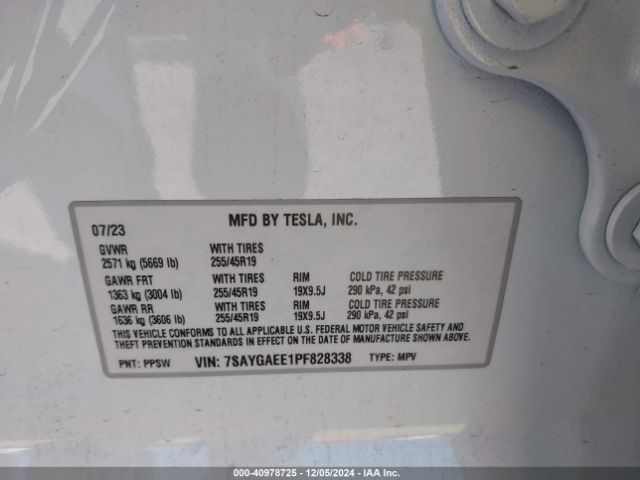 MFD BY TESLA, INC.
07/23
GVWR WITH TIRES
2571 kg (5669 lb) 255/45R19
GAWR FRT WITH TIRES RIM COLD TIRE PRESSURE
1363 kg (3004 lb) 255/45R19 19X9.5J 290 kPa, 42 psi
GAWR RR WITH TIRES RIM COLD TIRE PRESSURE
1636 kg (3606 lb) 255/45R19 19X9.5J 290 kPa, 42 psi
THIS VEHICLE CONFORMS TO ALL APPLICABLE U.S. FEDERAL MOTOR VEHICLE SAFETY AND
THEFT PREVENTION STANDARDS IN EFFECT ON THE DATE OF MANUFACTURE SHOWN ABOVE.
PNT: PPSW VIN: 7SAYGAEE1PF828338 TYPE: MPV
000-40978725 - 12/05/2024 - IAA Inc.